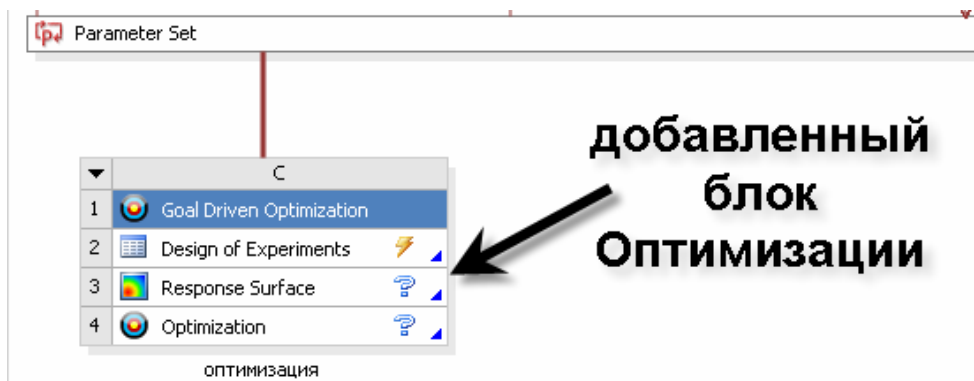 Parameter Set
C
1 Goal Driven Optimization
2 Design of Experiments
3 Response Surface
4 Optimization
оптимизация
добавленный
блок
Оптимизации